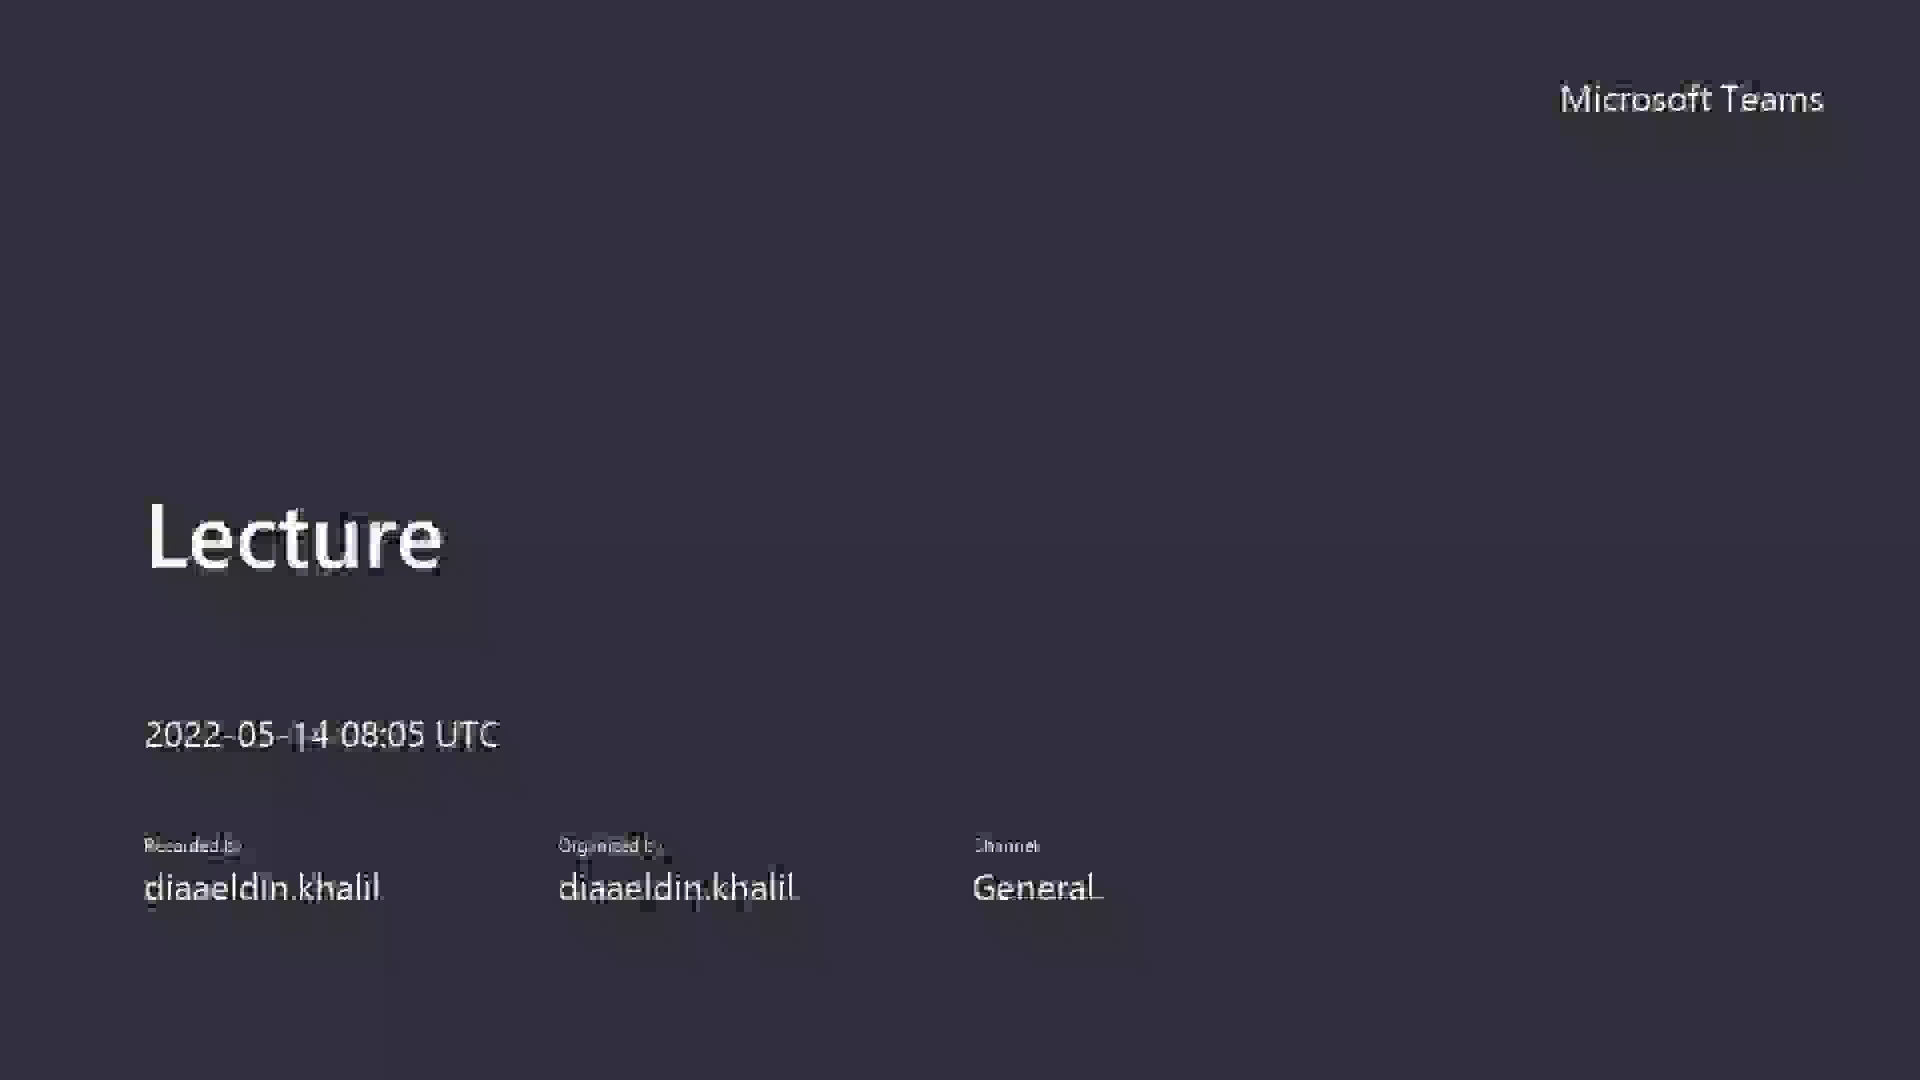 Microsoft Teams
Lecture
2022-05-14 08:05 UTC
Recorded by
Organized by
Channel
diaaeldin.khalil
diaaeldin.khalil
General